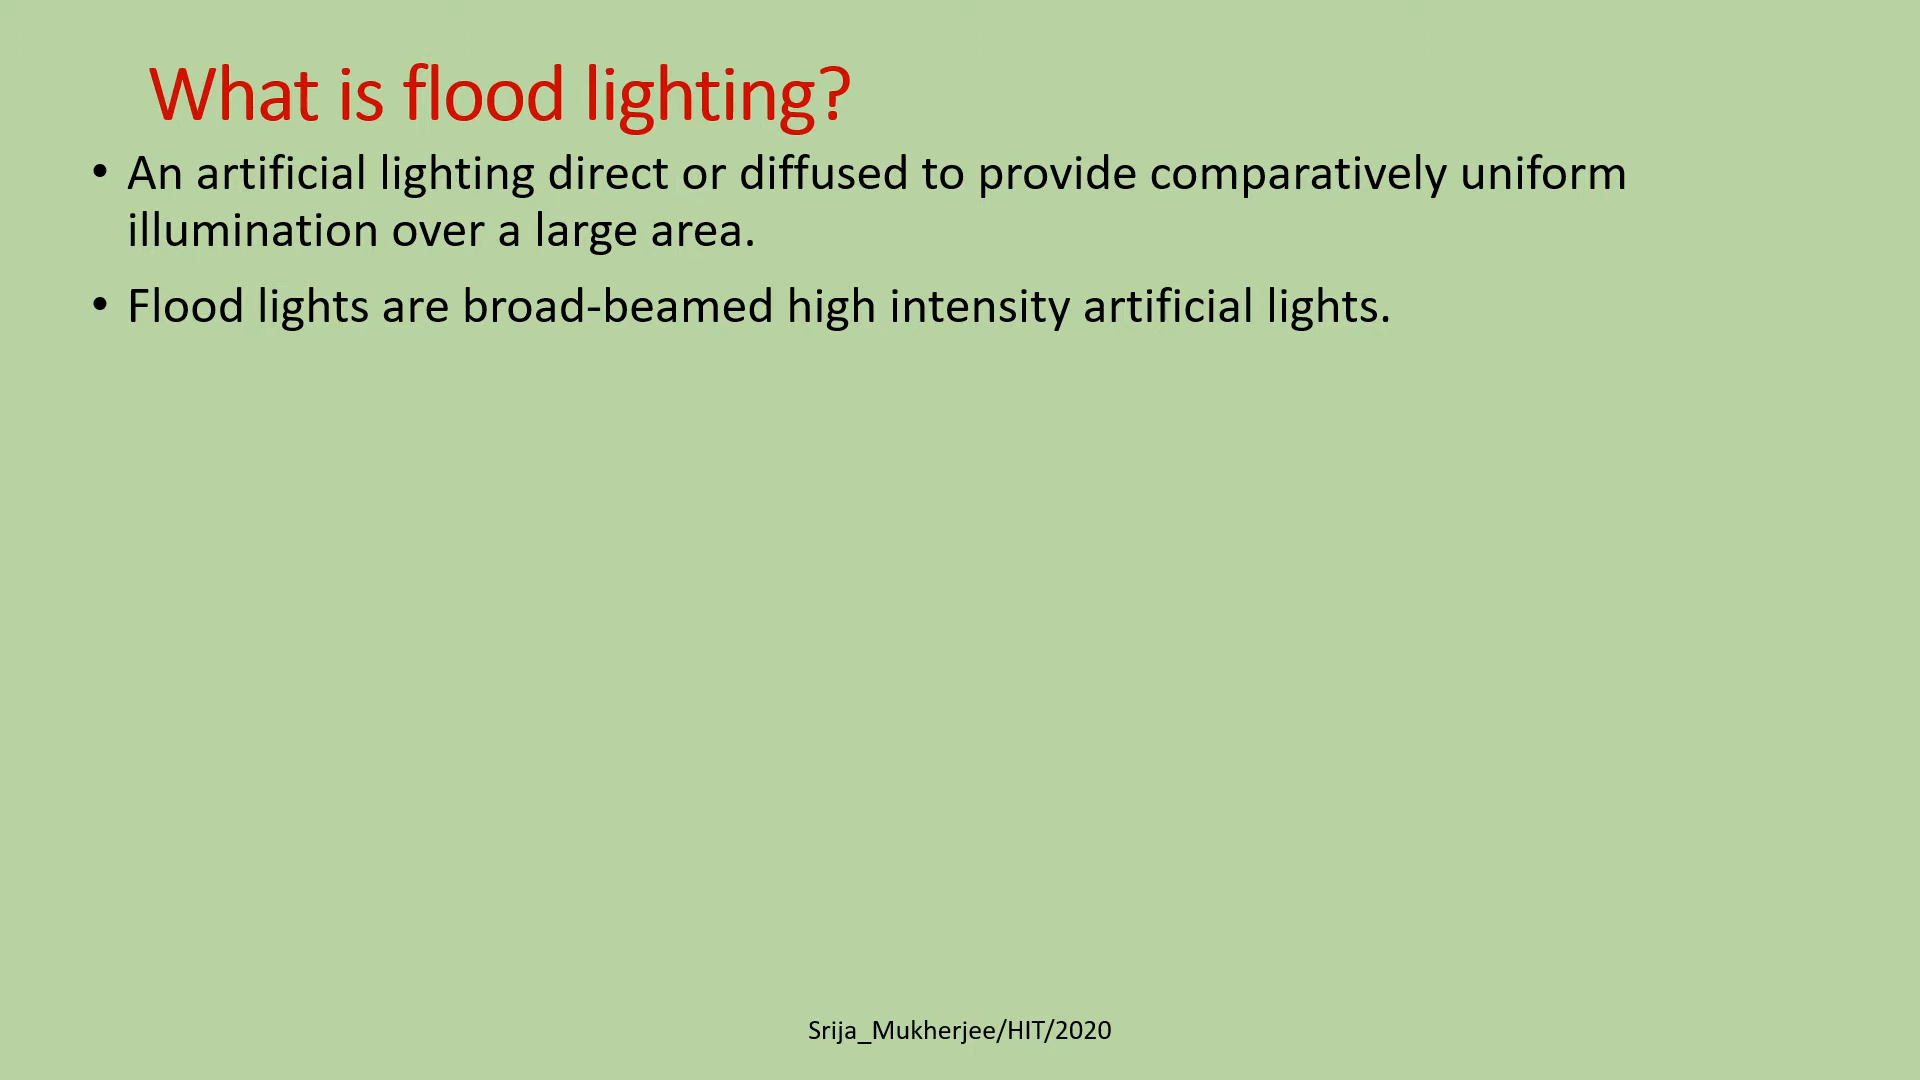 What is flood lighting?
• An artificial lighting direct or diffused to provide comparatively uniform
illumination over a large area.
• Flood lights are broad-beamed high intensity artificial lights.
Srija_Mukherjee/HIT/2020